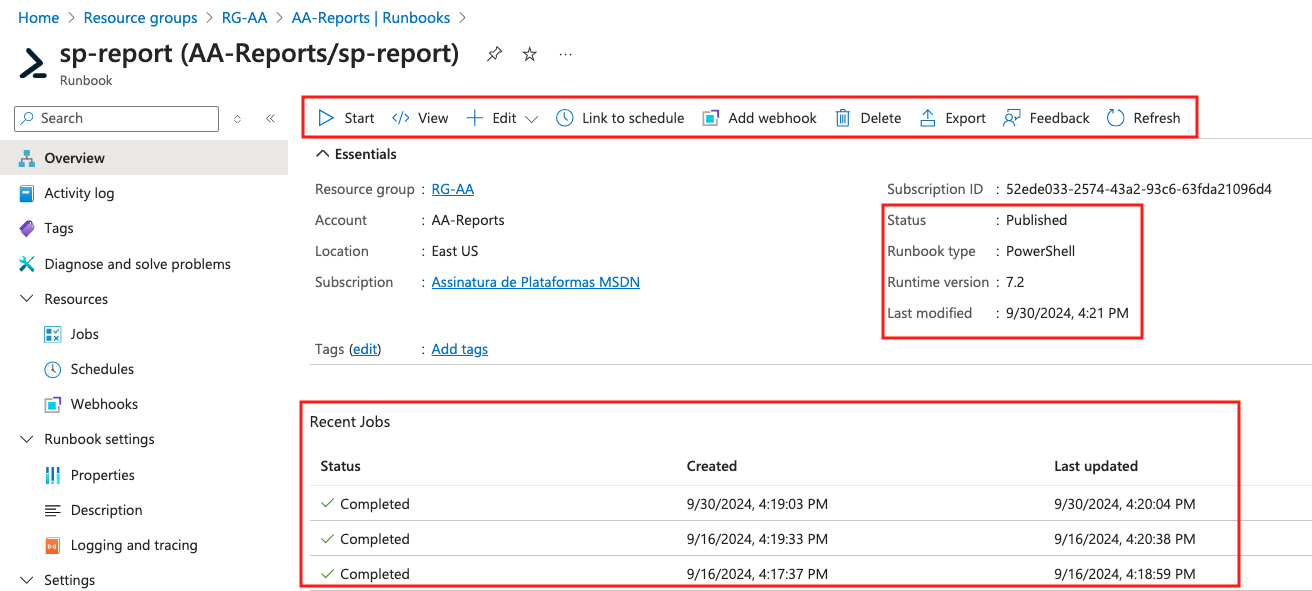 Home > Resource groups > RG-AA > AA-Reports | Runbooks >
sp-report (AA-Reports/sp-report) ...
Runbook
Search
Start View Edit Link to schedule Add webhook Delete Export Feedback Refresh
Overview
Activity log
Tags
Diagnose and solve problems
Resources
Jobs
Schedules
Webhooks
Runbook settings
Properties
Description
Logging and tracing
Settings
Essentials
Resource group : RG-AA
Account : AA-Reports
Location : East US
Subscription : Assinatura de Plataformas MSDN
Subscription ID : 52ede033-2574-43a2-93c6-63fda21096d4
Status : Published
Runbook type : PowerShell
Runtime version : 7.2
Last modified : 9/30/2024, 4:21 PM
Tags (edit) : Add tags
Recent Jobs
Status Created Last updated
Completed 9/30/2024, 4:19:03 PM 9/30/2024, 4:20:04 PM
Completed 9/16/2024, 4:19:33 PM 9/16/2024, 4:20:38 PM
Completed 9/16/2024, 4:17:37 PM 9/16/2024, 4:18:59 PM